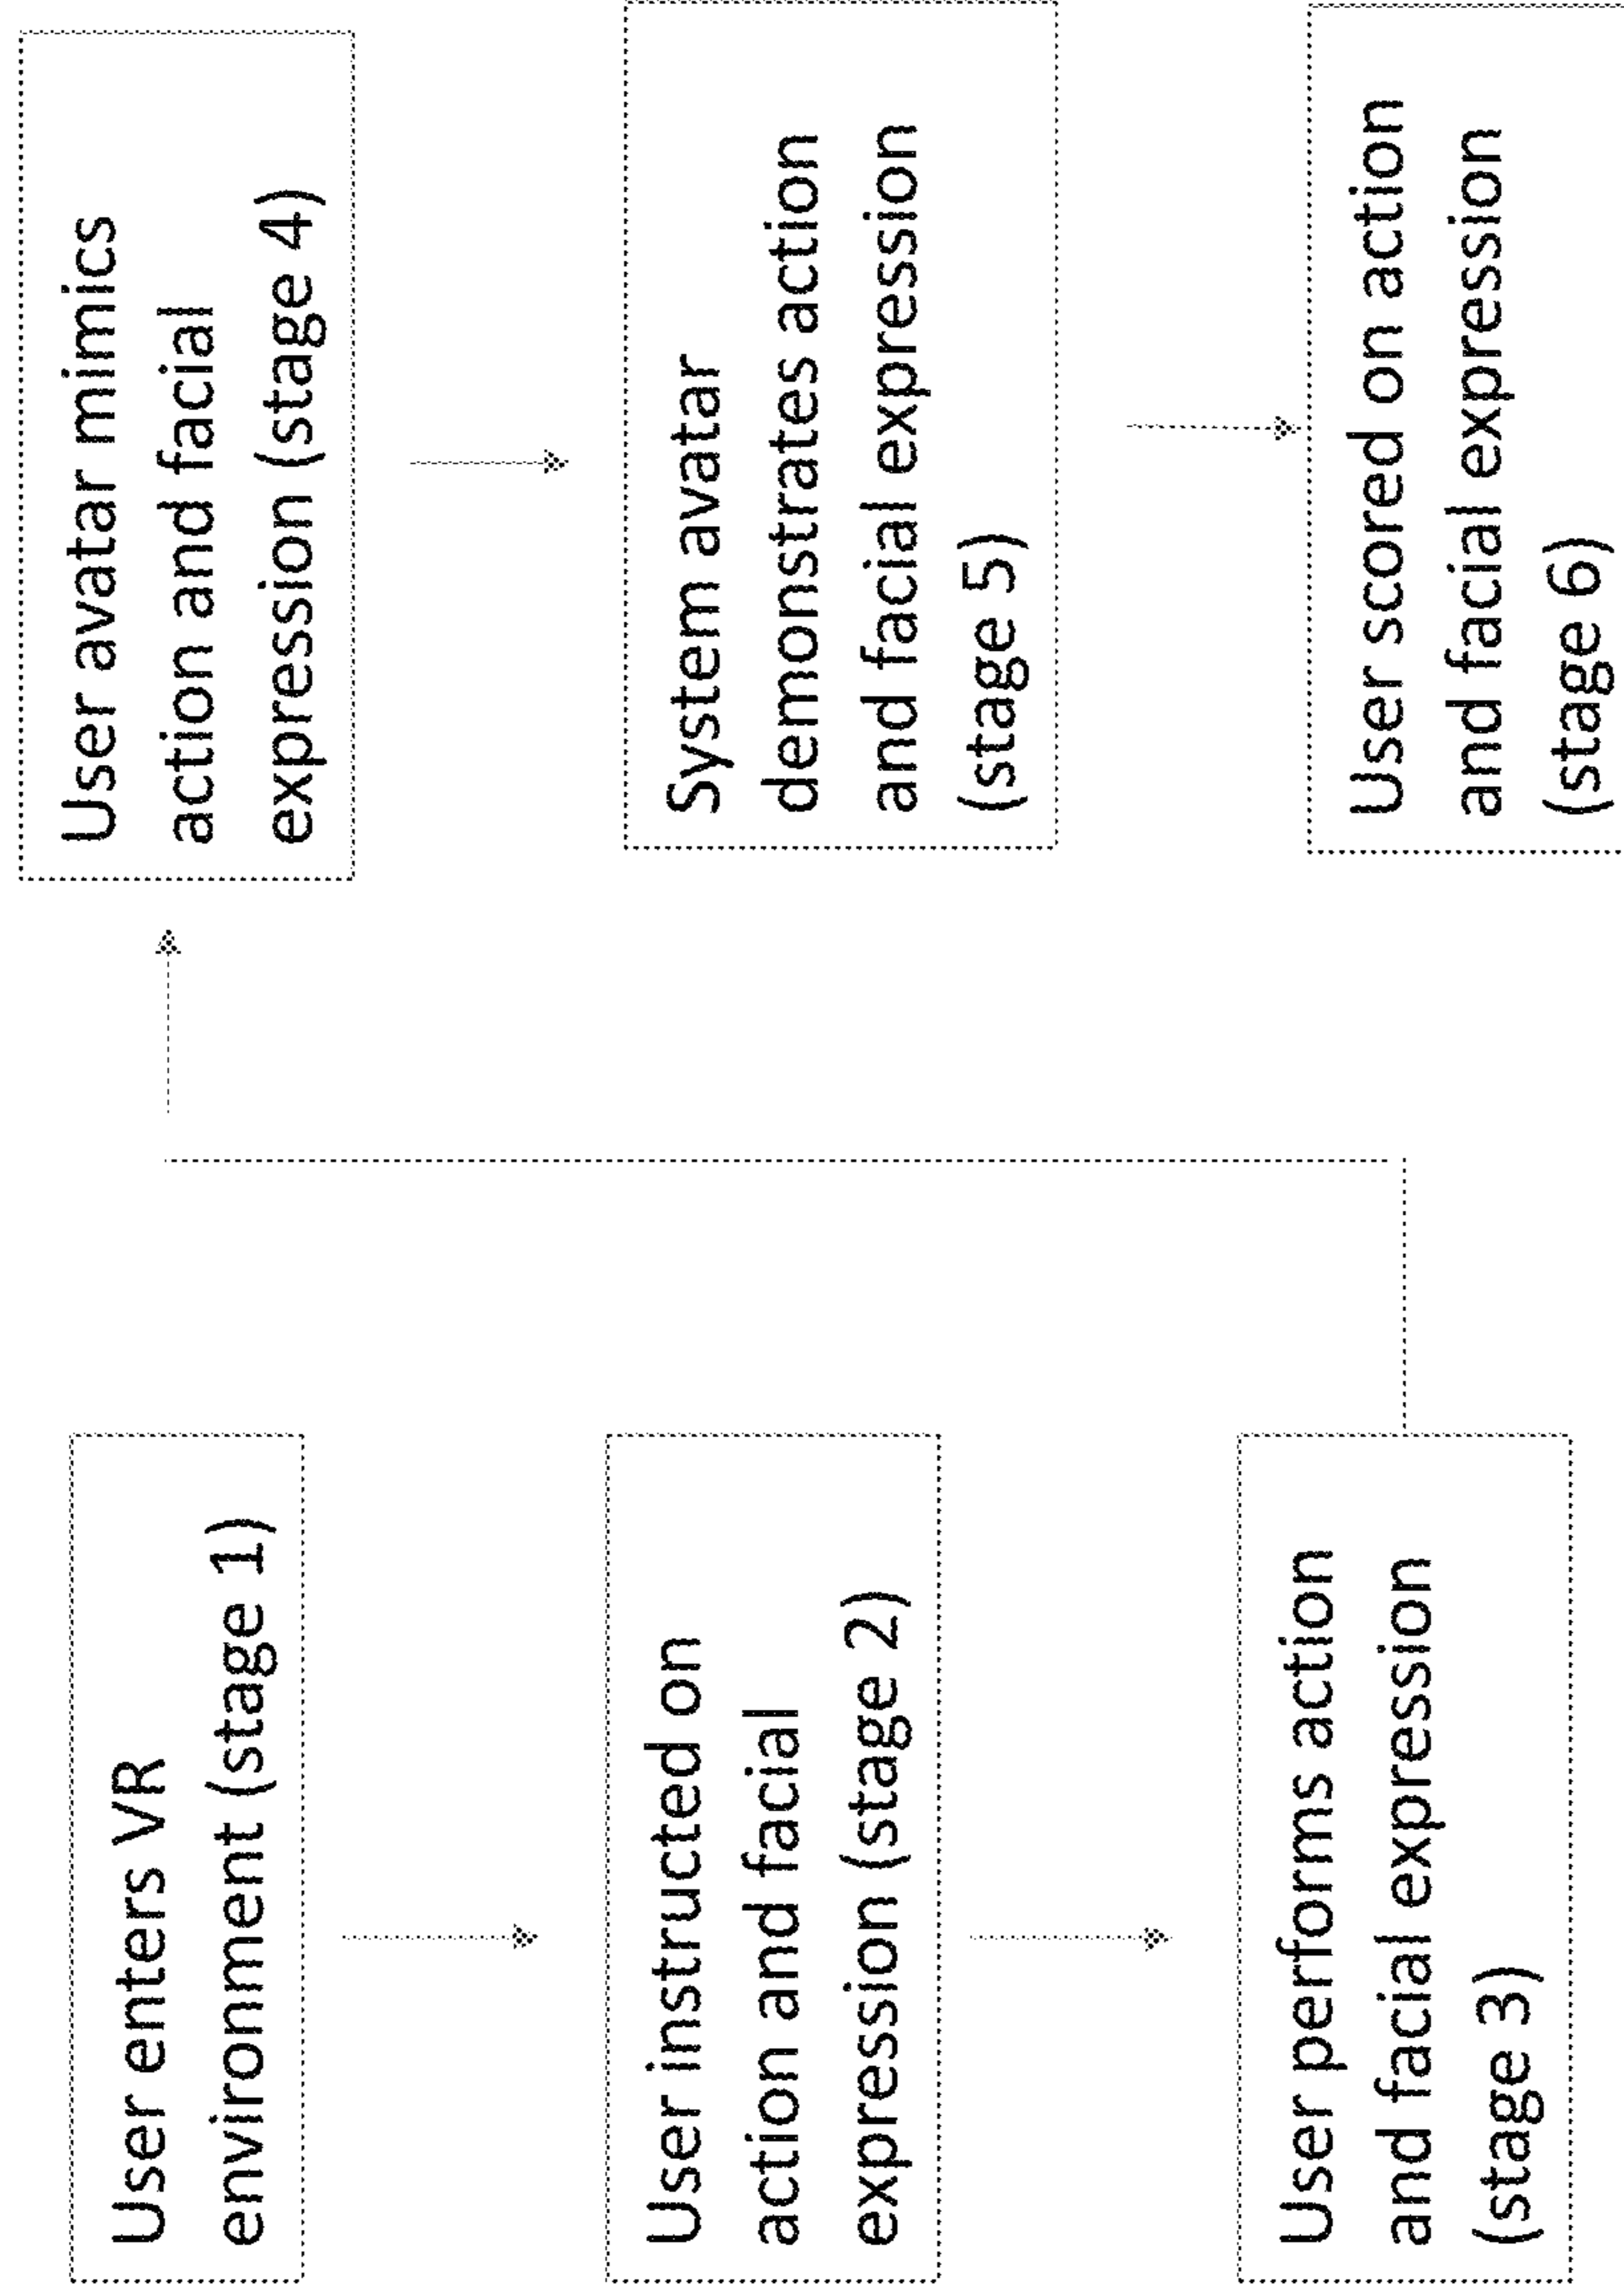 User enters VR
environment (stage 1)
User instructed on
action and facial
expression (stage 2)
User performs action
and facial expression
(stage 3)
User avatar mimics
action and facial
expression (stage 4)
System avatar
demonstrates action
and facial expression
(stage 5)
User scored on action
and facial expression
(stage 6)